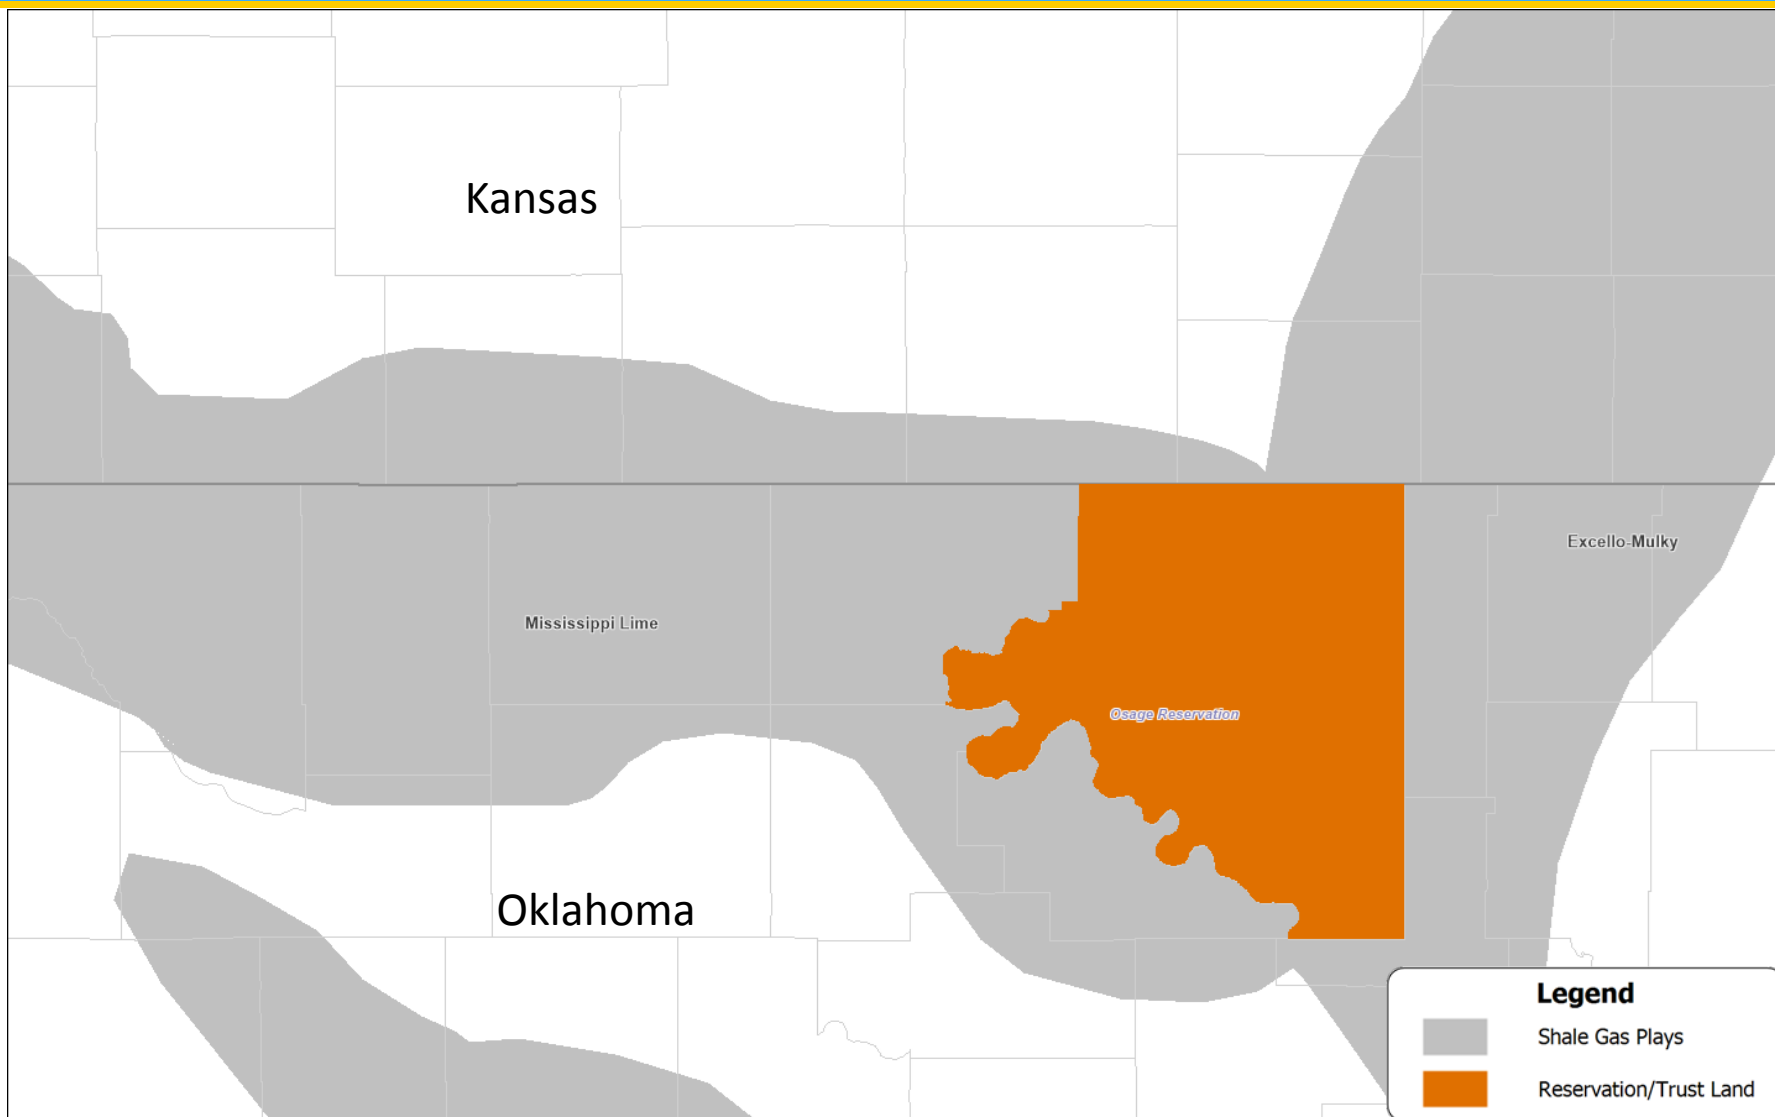 Kansas
Excello-Mulky
Mississippi Lime
Osage Reservation
Oklahoma
Legend
Shale Gas Plays
Reservation/Trust Land